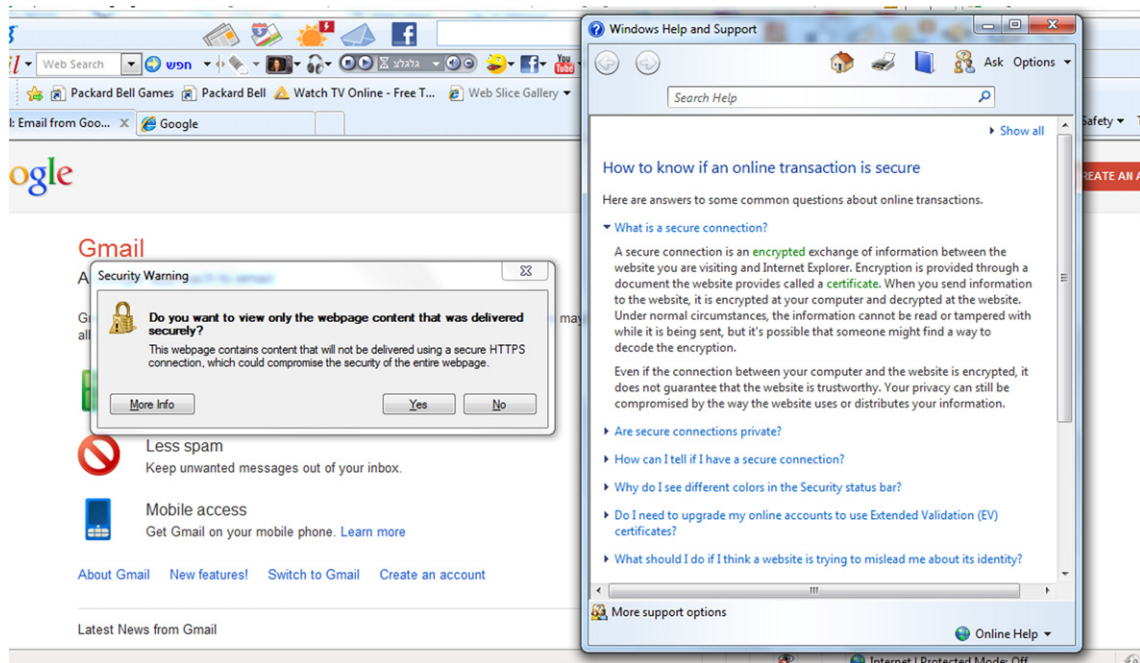 Web Search
חפש
גלגלצ
You
Tube
Packard Bell Games
Packard Bell
Watch TV Online - Free T...
Web Slice Gallery
l: Email from Goo...
Google
Safety
ogle
REATE AN A
Gmail
A
Security Warning
Do you want to view only the webpage content that was delivered
securely?
This webpage contains content that will not be delivered using a secure HTTPS
connection, which could compromise the security of the entire webpage.
More Info
Yes
No
G
all
may
Less spam
Keep unwanted messages out of your inbox.
Mobile access
Get Gmail on your mobile phone. Learn more
About Gmail New features! Switch to Gmail Create an account
Latest News from Gmail
Windows Help and Support
Ask Options
Search Help
Show all
How to know if an online transaction is secure
Here are answers to some common questions about online transactions.
What is a secure connection?
A secure connection is an encrypted exchange of information between the
website you are visiting and Internet Explorer. Encryption is provided through a
document the website provides called a certificate. When you send information
to the website, it is encrypted at your computer and decrypted at the website.
Under normal circumstances, the information cannot be read or tampered with
while it is being sent, but it's possible that someone might find a way to
decode the encryption.
Even if the connection between your computer and the website is encrypted, it
does not guarantee that the website is trustworthy. Your privacy can still be
compromised by the way the website uses or distributes your information.
Are secure connections private?
How can I tell if I have a secure connection?
Why do I see different colors in the Security status bar?
Do I need to upgrade my online accounts to use Extended Validation (EV)
certificates?
What should I do if I think a website is trying to mislead me about its identity?
More support options
Online Help
Internet | Protected Mode: Off